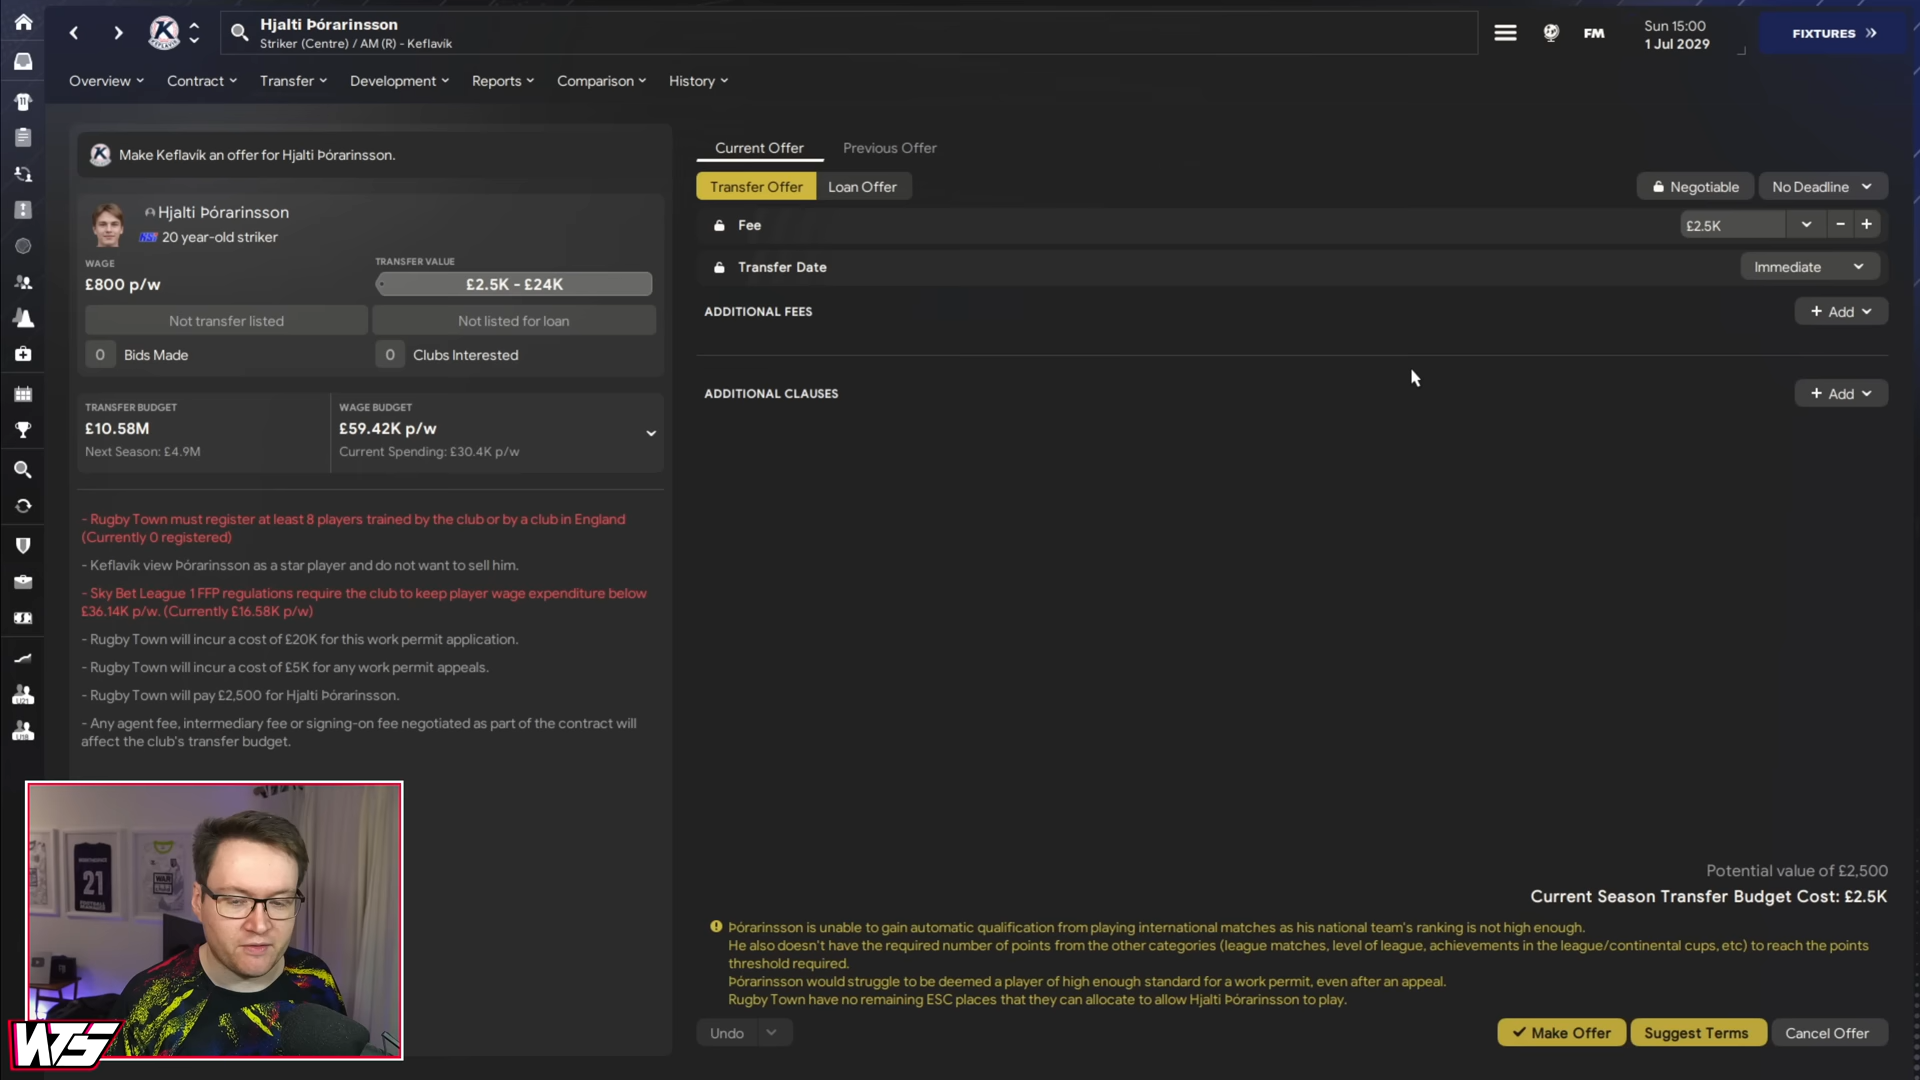 Hjalti Þórarinsson
Striker (Centre) / AM (R) - Keflavík
FM
Sun 15:00
1 Jul 2029
FIXTURES
Overview
Contract
Transfer
Development
Reports
Comparison
History
Make Keflavík an offer for Hjalti Þórarinsson.
Hjalti Þórarinsson
20 year-old striker
WAGE
£800 p/w
TRANSFER VALUE
£2.5K - £24K
Not transfer listed
Not listed for loan
0 Bids Made
0 Clubs Interested
TRANSFER BUDGET
£10.58M
Next Season: £4.9M
WAGE BUDGET
£59.42K p/w
Current Spending: £30.4K p/w
- Rugby Town must register at least 8 players trained by the club or by a club in England
(Currently 0 registered)
- Keflavík view Þórarinsson as a star player and do not want to sell him.
- Sky Bet League 1 FFP regulations require the club to keep player wage expenditure below
£36.14K p/w. (Currently £16.58K p/w)
- Rugby Town will incur a cost of £20K for this work permit application.
- Rugby Town will incur a cost of £5K for any work permit appeals.
- Rugby Town will pay £2,500 for Hjalti Þórarinsson.
- Any agent fee, intermediary fee or signing-on fee negotiated as part of the contract will
affect the club's transfer budget.
Current Offer
Previous Offer
Transfer Offer
Loan Offer
Negotiable
No Deadline
Fee
£2.5K
Transfer Date
Immediate
ADDITIONAL FEES
+ Add
ADDITIONAL CLAUSES
+ Add
Potential value of £2,500
Current Season Transfer Budget Cost: £2.5K
Þórarinsson is unable to gain automatic qualification from playing international matches as his national team's ranking is not high enough.
He also doesn't have the required number of points from the other categories (league matches, level of league, achievements in the league/continental cups, etc) to reach the points
threshold required.
Þórarinsson would struggle to be deemed a player of high enough standard for a work permit, even after an appeal.
Rugby Town have no remaining ESC places that they can allocate to allow Hjalti Þórarinsson to play.
Undo
Make Offer
Suggest Terms
Cancel Offer
21
WTS